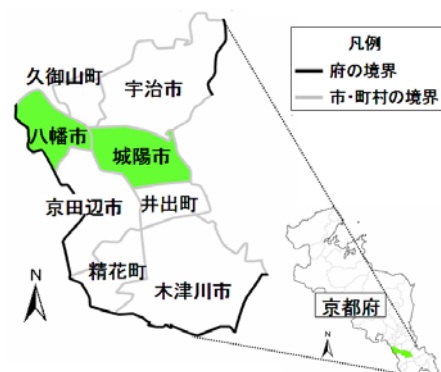 凡例
府の境界
市・町村の境界
久御山町
宇治市
八幡市
城陽市
京田辺市
井出町
精花町
木津川市
N
京都府
N